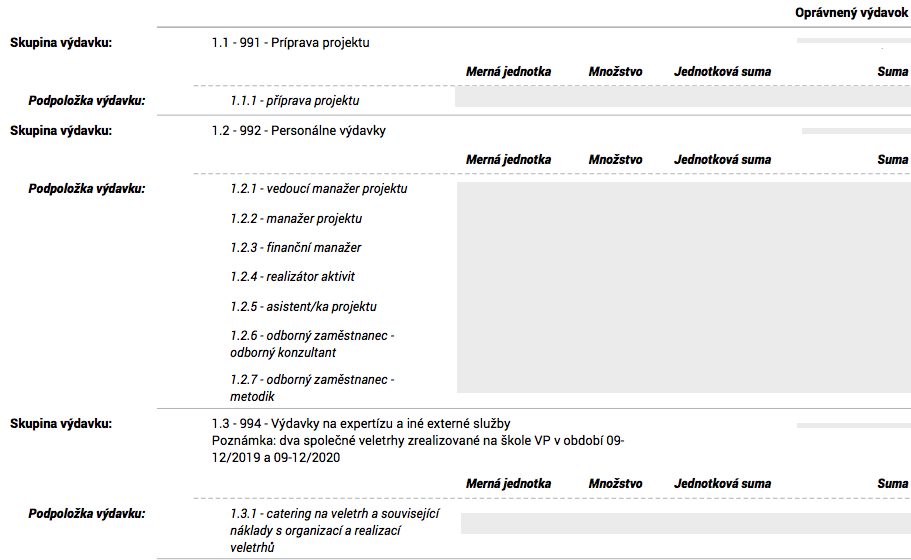 Oprávnený výdavok
Skupina výdavku: 1.1 - 991 - Príprava projektu
Merná jednotka Množstvo Jednotková suma Suma
Podpoložka výdavku: 1.1.1 - příprava projektu
Skupina výdavku: 1.2 - 992 - Personálne výdavky
Merná jednotka Množstvo Jednotková suma Suma
Podpoložka výdavku: 1.2.1 - vedoucí manažer projektu
1.2.2 - manažer projektu
1.2.3 - finanční manažer
1.2.4 - realizátor aktivit
1.2.5 - asistent/ka projektu
1.2.6 - odborný zaměstnanec -
odborný konzultant
1.2.7 - odborný zaměstnanec -
metodik
Skupina výdavku: 1.3 - 994 - Výdavky na expertízu a iné externé služby
Poznámka: dva společné veletrhy zrealizované na škole VP v období 09-
12/2019 a 09-12/2020
Merná jednotka Množstvo Jednotková suma Suma
Podpoložka výdavku: 1.3.1 - catering na veletrh a související
náklady s organizací a realizací
veletrhů